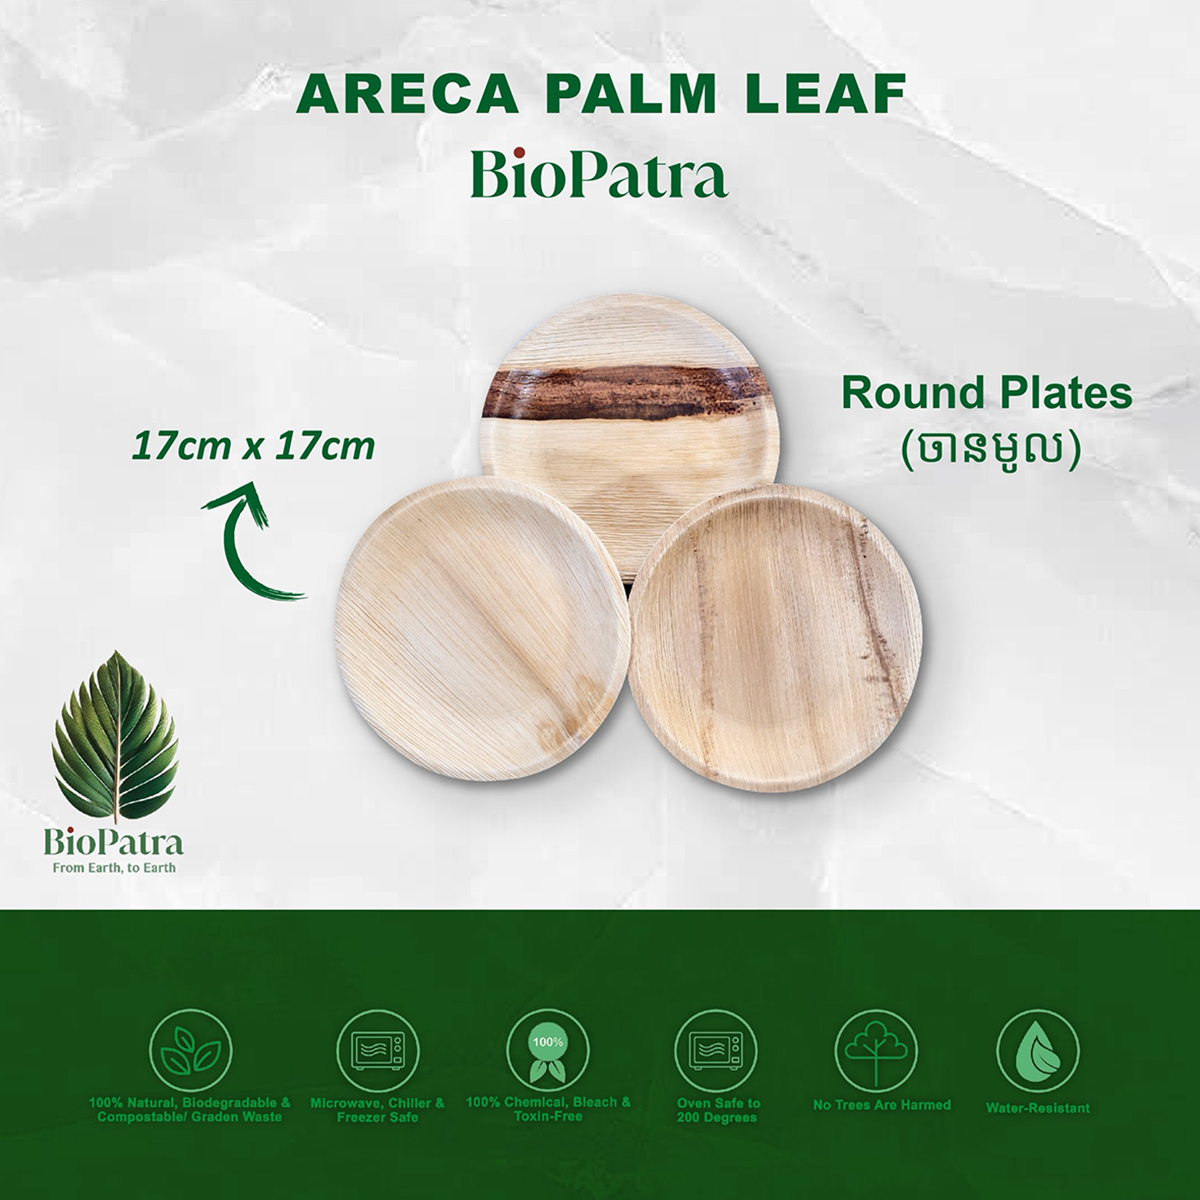 ARECA PALM LEAF
BioPatra
Round Plates
(ចានមូល)
17cm x 17cm
BioPatra
From Earth, to Earth
100%
100% Natural, Biodegradable &
Compostable/ Graden Waste
Microwave, Chiller &
Freezer Safe
100% Chemical, Bleach &
Toxin-Free
Oven Safe to
200 Degrees
No Trees Are Harmed
Water-Resistant